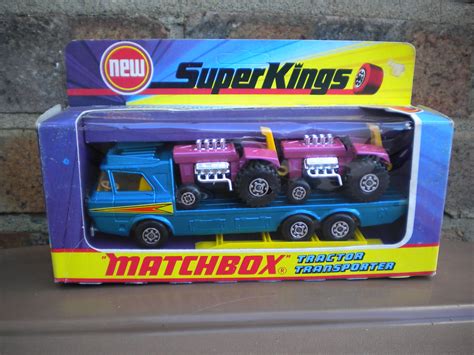 new
SuperKings
"MATCHBOX"®
TRACTOR
TRANSPORTER